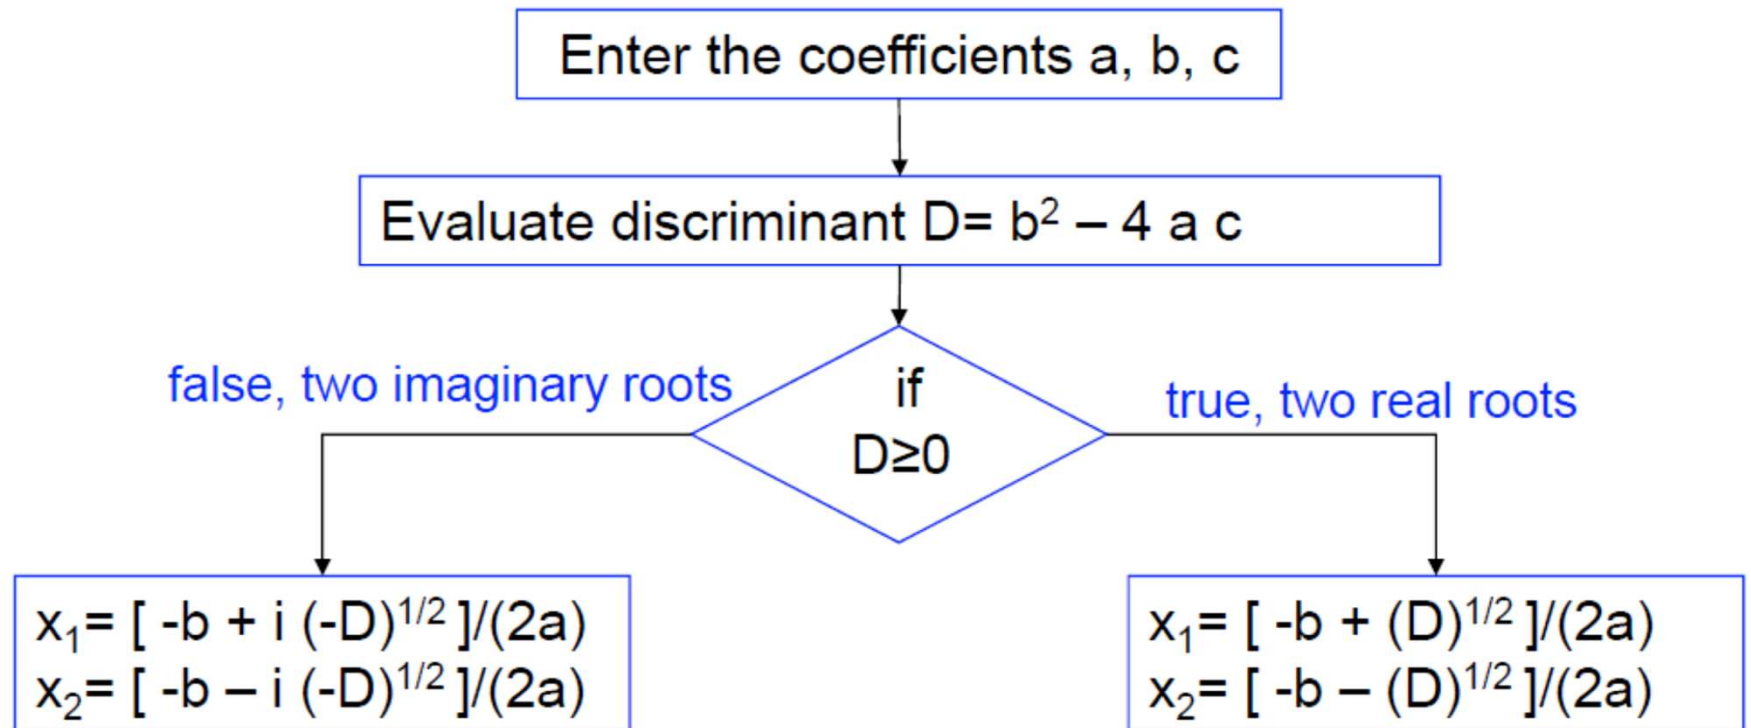 Enter the coefficients a, b, c
Evaluate discriminant D= b² – 4 a c
if
D≥0
false, two imaginary roots
true, two real roots
x₁= [ -b + i (-D)¹/² ]/(2a)
x₂= [ -b – i (-D)¹/² ]/(2a)
x₁= [ -b + (D)¹/² ]/(2a)
x₂= [ -b – (D)¹/² ]/(2a)